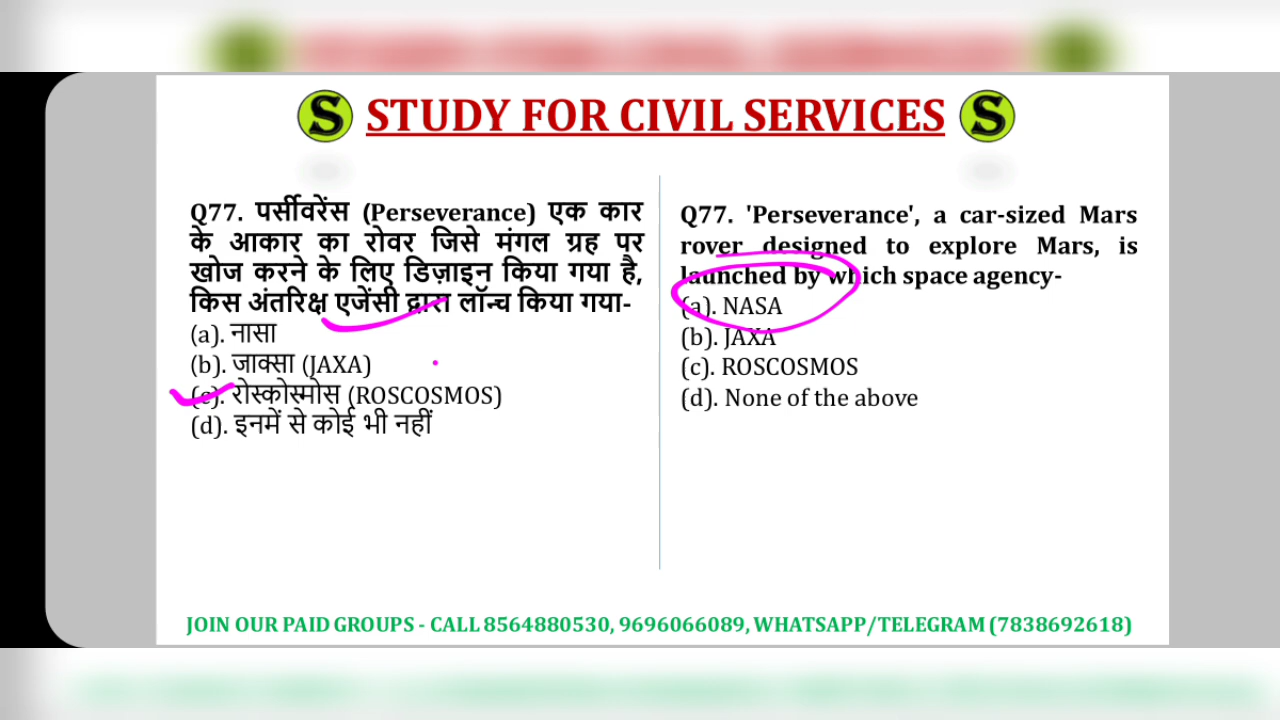 S STUDY FOR CIVIL SERVICES S
Q77. पर्सीवरेंस (Perseverance) एक कार
के आकार का रोवर जिसे मंगल ग्रह पर
खोज करने के लिए डिज़ाइन किया गया है,
किस अंतरिक्ष एजेंसी द्वारा लॉन्च किया गया-
(a). नासा
(b). जाक्सा (JAXA)
(c). रोस्कोस्मोस (ROSCOSMOS)
(d). इनमें से कोई भी नहीं
Q77. 'Perseverance', a car-sized Mars
rover designed to explore Mars, is
launched by which space agency-
(a). NASA
(b). JAXA
(c). ROSCOSMOS
(d). None of the above
JOIN OUR PAID GROUPS - CALL 8564880530, 9696066089, WHATSAPP/TELEGRAM (7838692618)